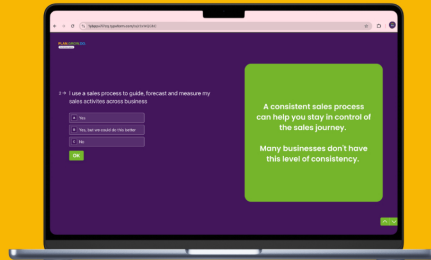 I use a sales process to guide, forecast and measure my
sales activites across business
A Yes
B Yes, but we could do this better
C No
OK
A consistent sales process
can help you stay in control of
the sales journey.
Many businesses don't have
this level of consistency.